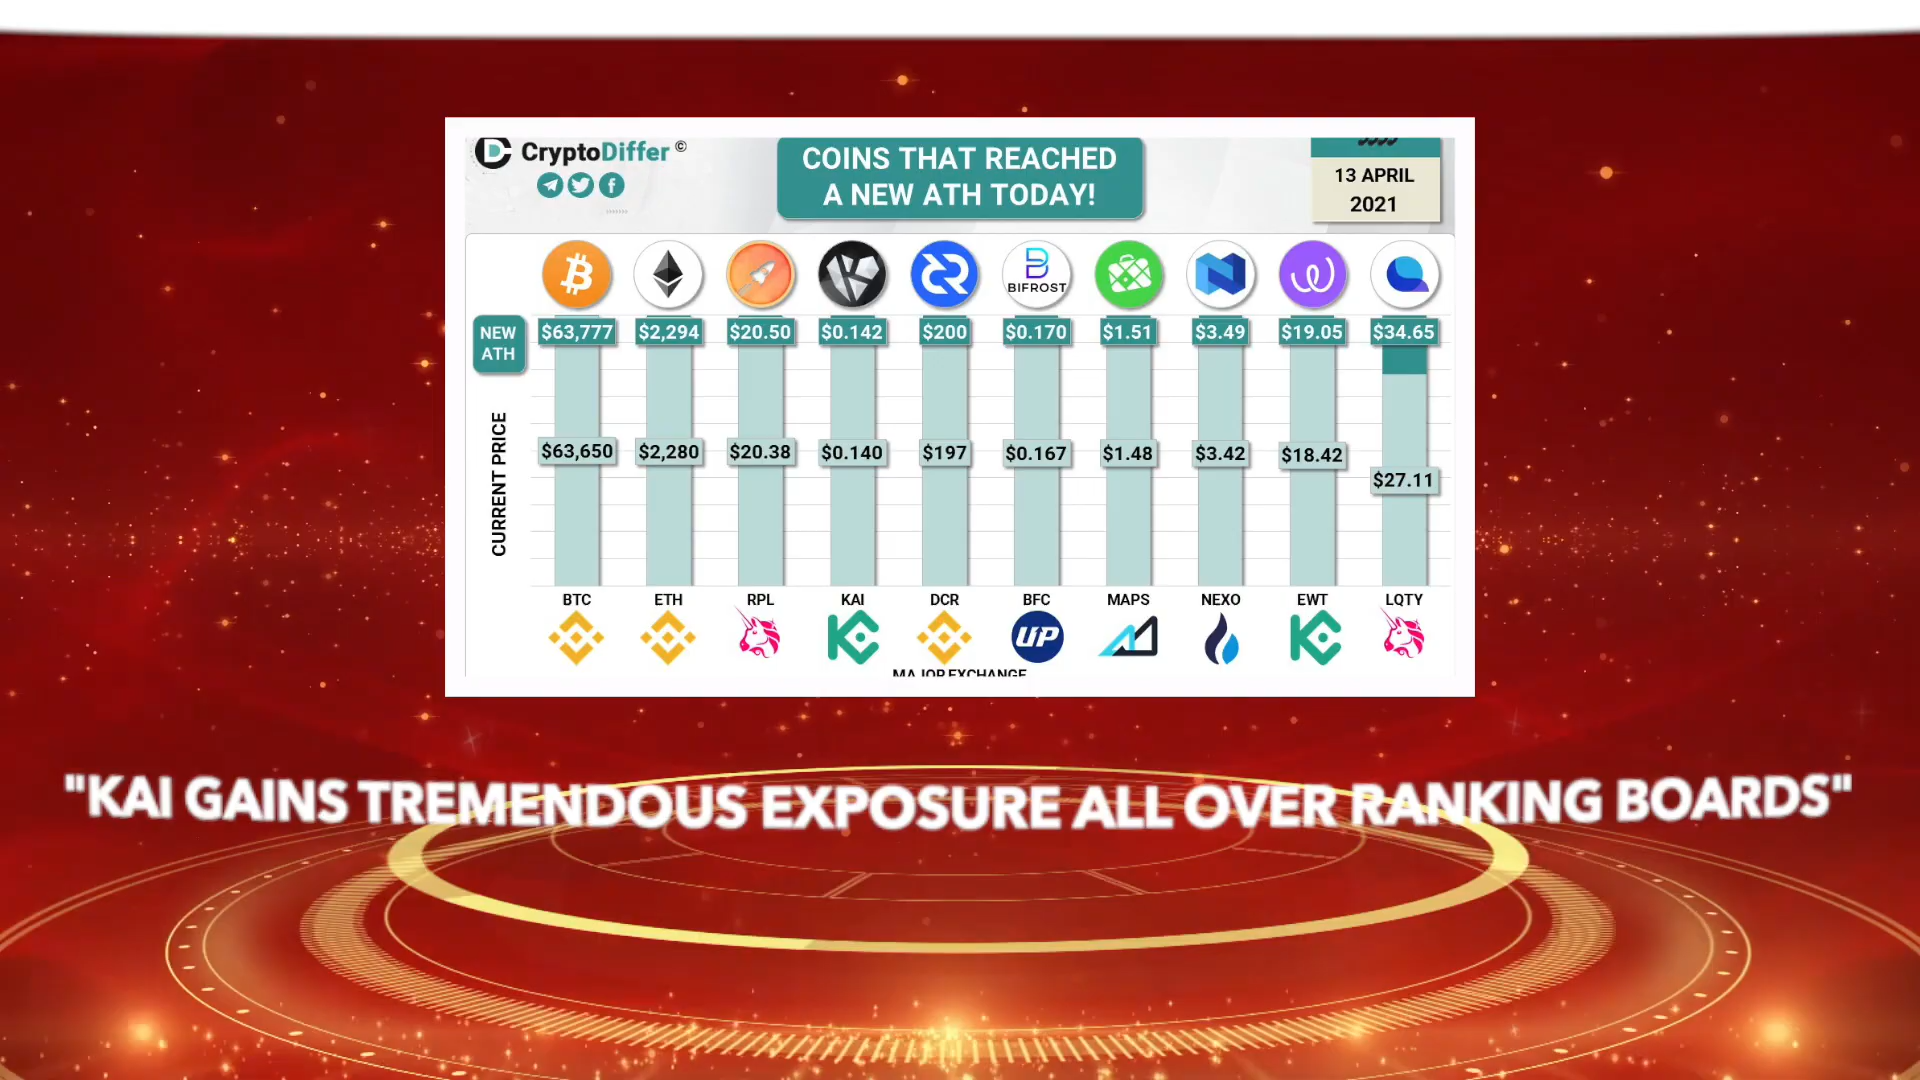 CryptoDiffer ©
COINS THAT REACHED
A NEW ATH TODAY!
13 APRIL
2021
BIFROST
NEW
ATH
$63,777 $2,294 $20.50 $0.142 $200 $0.170 $1.51 $3.49 $19.05 $34.65
CURRENT PRICE
$63,650 $2,280 $20.38 $0.140 $197 $0.167 $1.48 $3.42 $18.42 $27.11
BTC ETH RPL KAI DCR BFC MAPS NEXO EWT LQTY
UP
MAJOR EXCHANGE
"KAI GAINS TREMENDOUS EXPOSURE ALL OVER RANKING BOARDS"